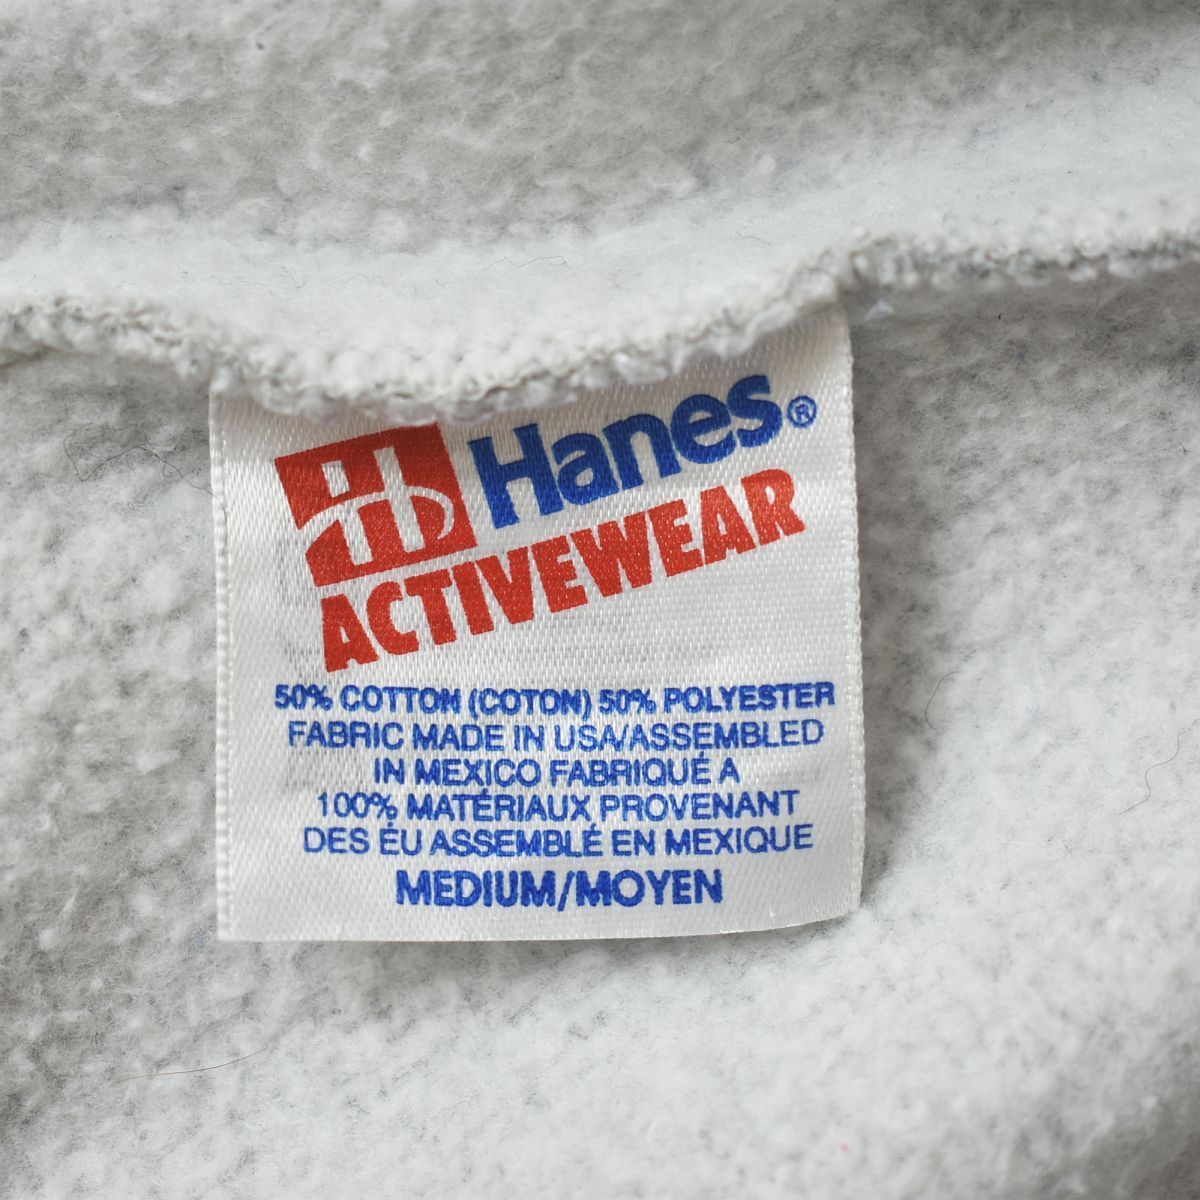 Hanes®
ACTIVEWEAR
50% COTTON (COTON) 50% POLYESTER
FABRIC MADE IN USA/ASSEMBLED
IN MEXICO FABRIQUÉ A
100% MATÉRIAUX PROVENANT
DES ÉU ASSEMBLÉ EN MEXIQUE
MEDIUM/MOYEN